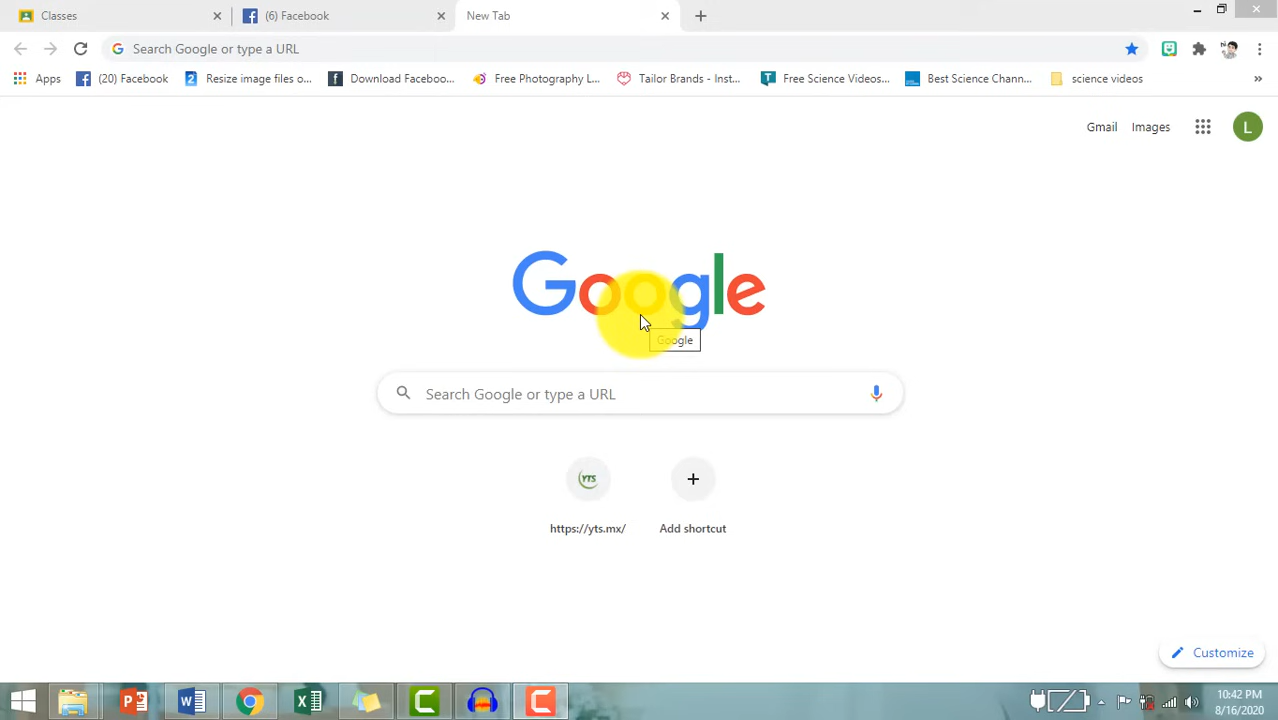 Classes
(6) Facebook
New Tab
Search Google or type a URL
Apps
(20) Facebook
Resize image files o...
Download Faceboo...
Free Photography L...
Tailor Brands - Inst...
Free Science Videos...
Best Science Chann...
science videos
»
Gmail
Images
L
Google
Google
Search Google or type a URL
YTS
https://yts.mx/
Add shortcut
Customize
10:42 PM
8/16/2020